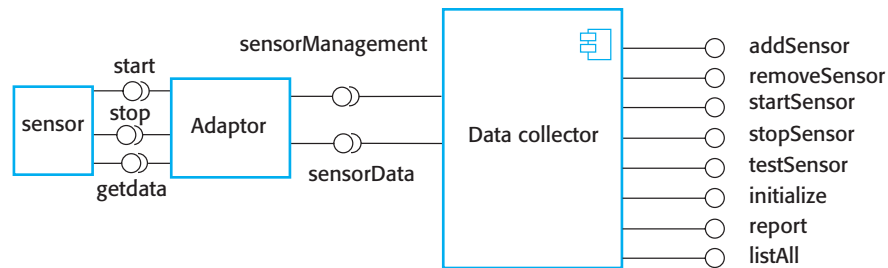 sensorManagement
start
stop
getdata
sensor
Adaptor
sensorData
Data collector
addSensor
removeSensor
startSensor
stopSensor
testSensor
initialize
report
listAll